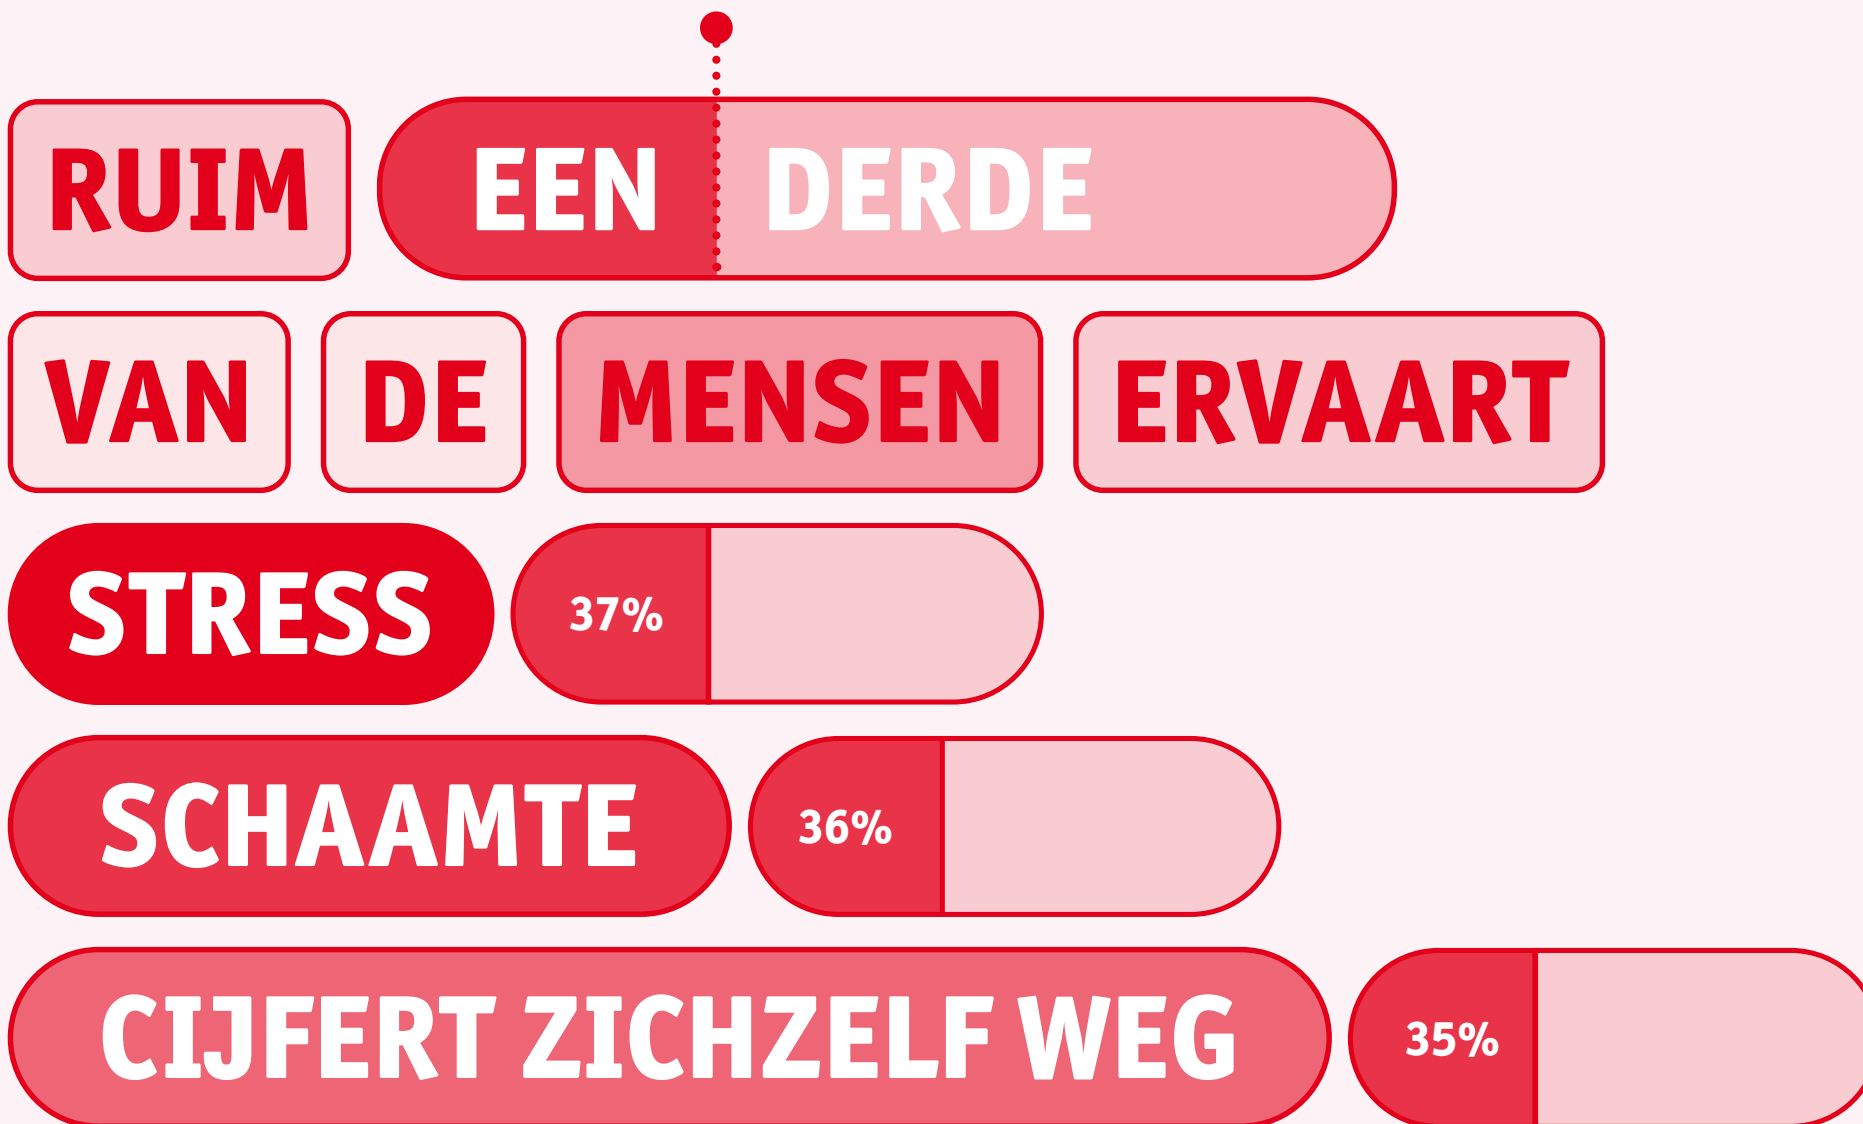 RUIM EEN DERDE
VAN DE MENSEN ERVAART
STRESS 37%
SCHAAMTE 36%
CIJFERT ZICHZELF WEG 35%